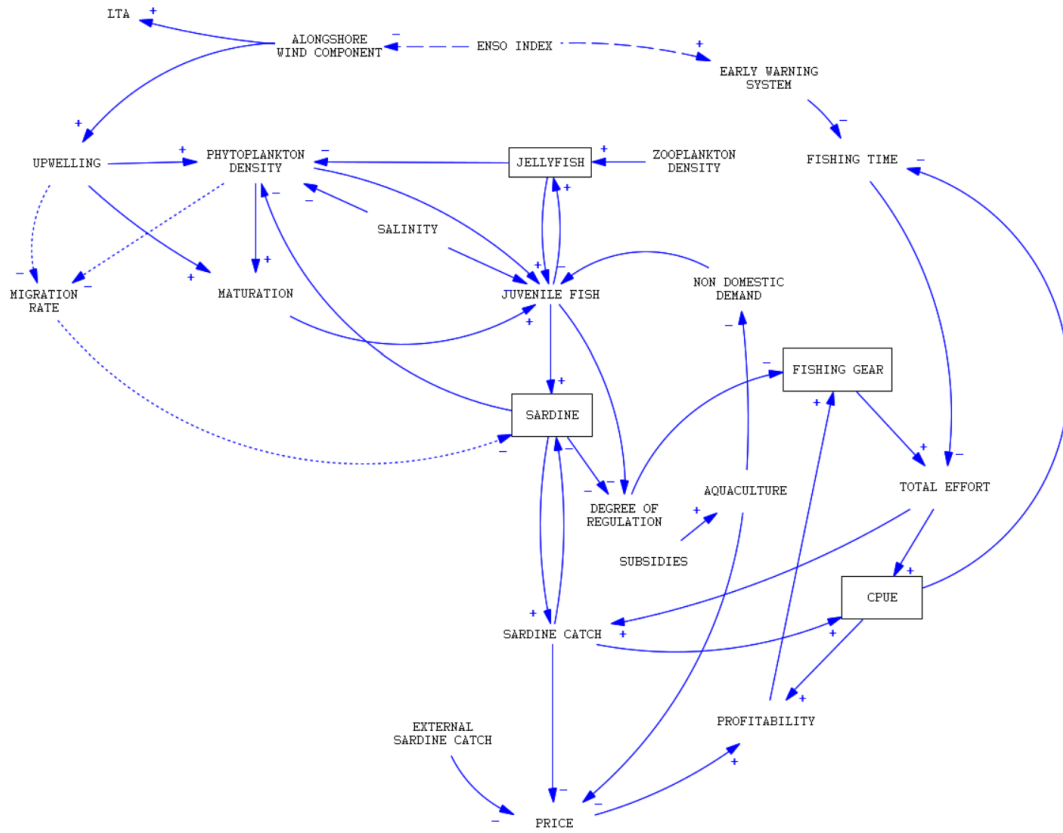 LTA
ALONGSHORE
WIND COMPONENT
ENSO INDEX
EARLY WARNING
SYSTEM
UPWELLING
PHYTOPLANKTON
DENSITY
JELLYFISH
ZOOPLANKTON
DENSITY
FISHING TIME
SALINITY
MIGRATION
RATE
MATURATION
JUVENILE FISH
NON DOMESTIC
DEMAND
FISHING GEAR
SARDINE
DEGREE OF
REGULATION
AQUACULTURE
TOTAL EFFORT
SUBSIDIES
CPUE
SARDINE CATCH
EXTERNAL
SARDINE CATCH
PROFITABILITY
PRICE